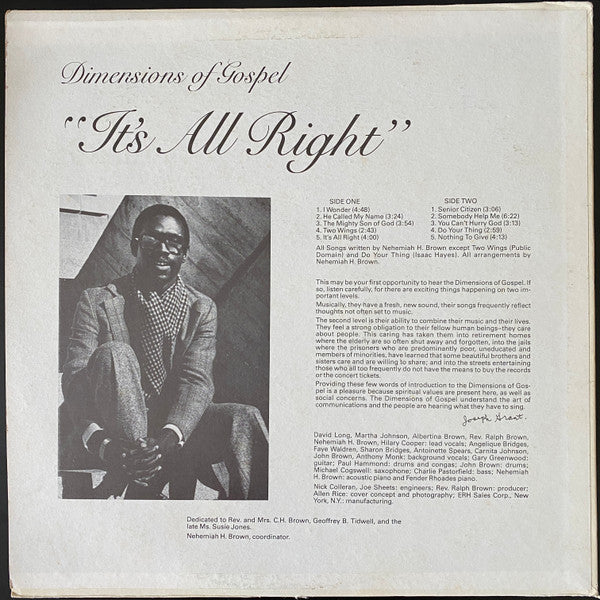 Dimensions of Gospel
“It's All Right”
SIDE ONE
1. I Wonder (4:48)
2. He Called My Name (3:24)
3. The Mighty Son of God (3:54)
4. Two Wings (2:43)
5. It's All Right (4:00)
SIDE TWO
1. Senior Citizen (3:06)
2. Somebody Help Me (6:22)
3. You Can't Hurry God (3:13)
4. Do Your Thing (2:59)
5. Nothing To Give (4:13)
All Songs written by Nehemiah H. Brown except Two Wings (Public
Domain) and Do Your Thing (Isaac Hayes). All arrangements by
Nehemiah H. Brown.
This may be your first opportunity to hear the Dimensions of Gospel. If
so, listen carefully, for there are exciting things happening on two im-
portant levels.
Musically, they have a fresh, new sound, their songs frequently reflect
thoughts not often set to music.
The second level is their ability to combine their music and their lives.
They feel a strong obligation to their fellow human beings–they care
about people. This caring has taken them into retirement homes
where the elderly are so often shut away and forgotten, into the jails
where the prisoners who are predominantly poor, uneducated and
members of minorities, have learned that some beautiful brothers and
sisters care and are willing to share; and into the streets entertaining
those who all too frequently do not have the means to buy the records
or the concert tickets.
Providing these few words of introduction to the Dimensions of Gos-
pel is a pleasure because spiritual values are present here, as well as
social concerns. The Dimensions of Gospel understand the art of
communications and the people are hearing what they have to sing.
Joseph Grant.
David Long, Martha Johnson, Albertina Brown, Rev. Ralph Brown,
Nehemiah H. Brown, Hilary Cooper: lead vocals; Angelique Bridges,
Faye Waldren, Sharon Bridges, Antoinette Spears, Carnita Johnson,
John Brown, Anthony Monk: background vocals; Gary Greenwood:
guitar; Paul Hammond: drums and congas; John Brown: drums;
Michael Cogswell: saxophone; Charlie Pastorfield: bass; Nehemiah
H. Brown: acoustic piano and Fender Rhoades piano.
Nick Colleran, Joe Sheets: engineers; Rev. Ralph Brown: producer;
Allen Rice: cover concept and photography; ERH Sales Corp., New
York, N.Y.: manufacturing.
Dedicated to Rev. and Mrs. C.H. Brown, Geoffrey B. Tidwell, and the
late Ms. Susie Jones.
Nehemiah H. Brown, coordinator.